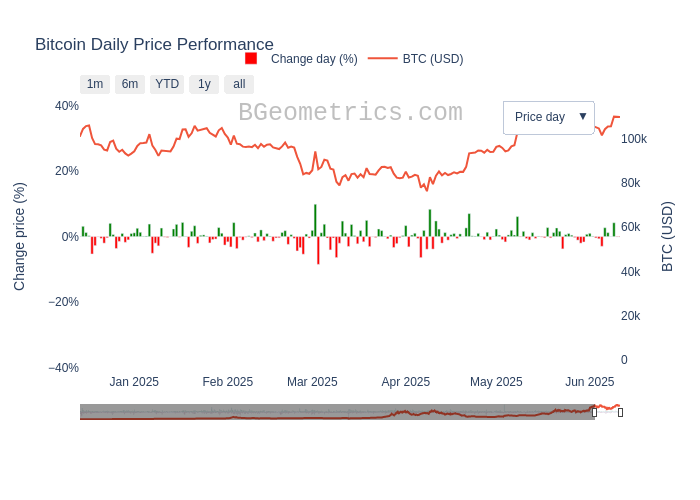 Bitcoin Daily Price Performance
Change day (%) BTC (USD)
1m 6m YTD 1y all
BGeometrics.com
Price day ▼
40%
20%
0%
−20%
−40%
Change price (%)
100k
80k
60k
40k
20k
0
BTC (USD)
Jan 2025 Feb 2025 Mar 2025 Apr 2025 May 2025 Jun 2025